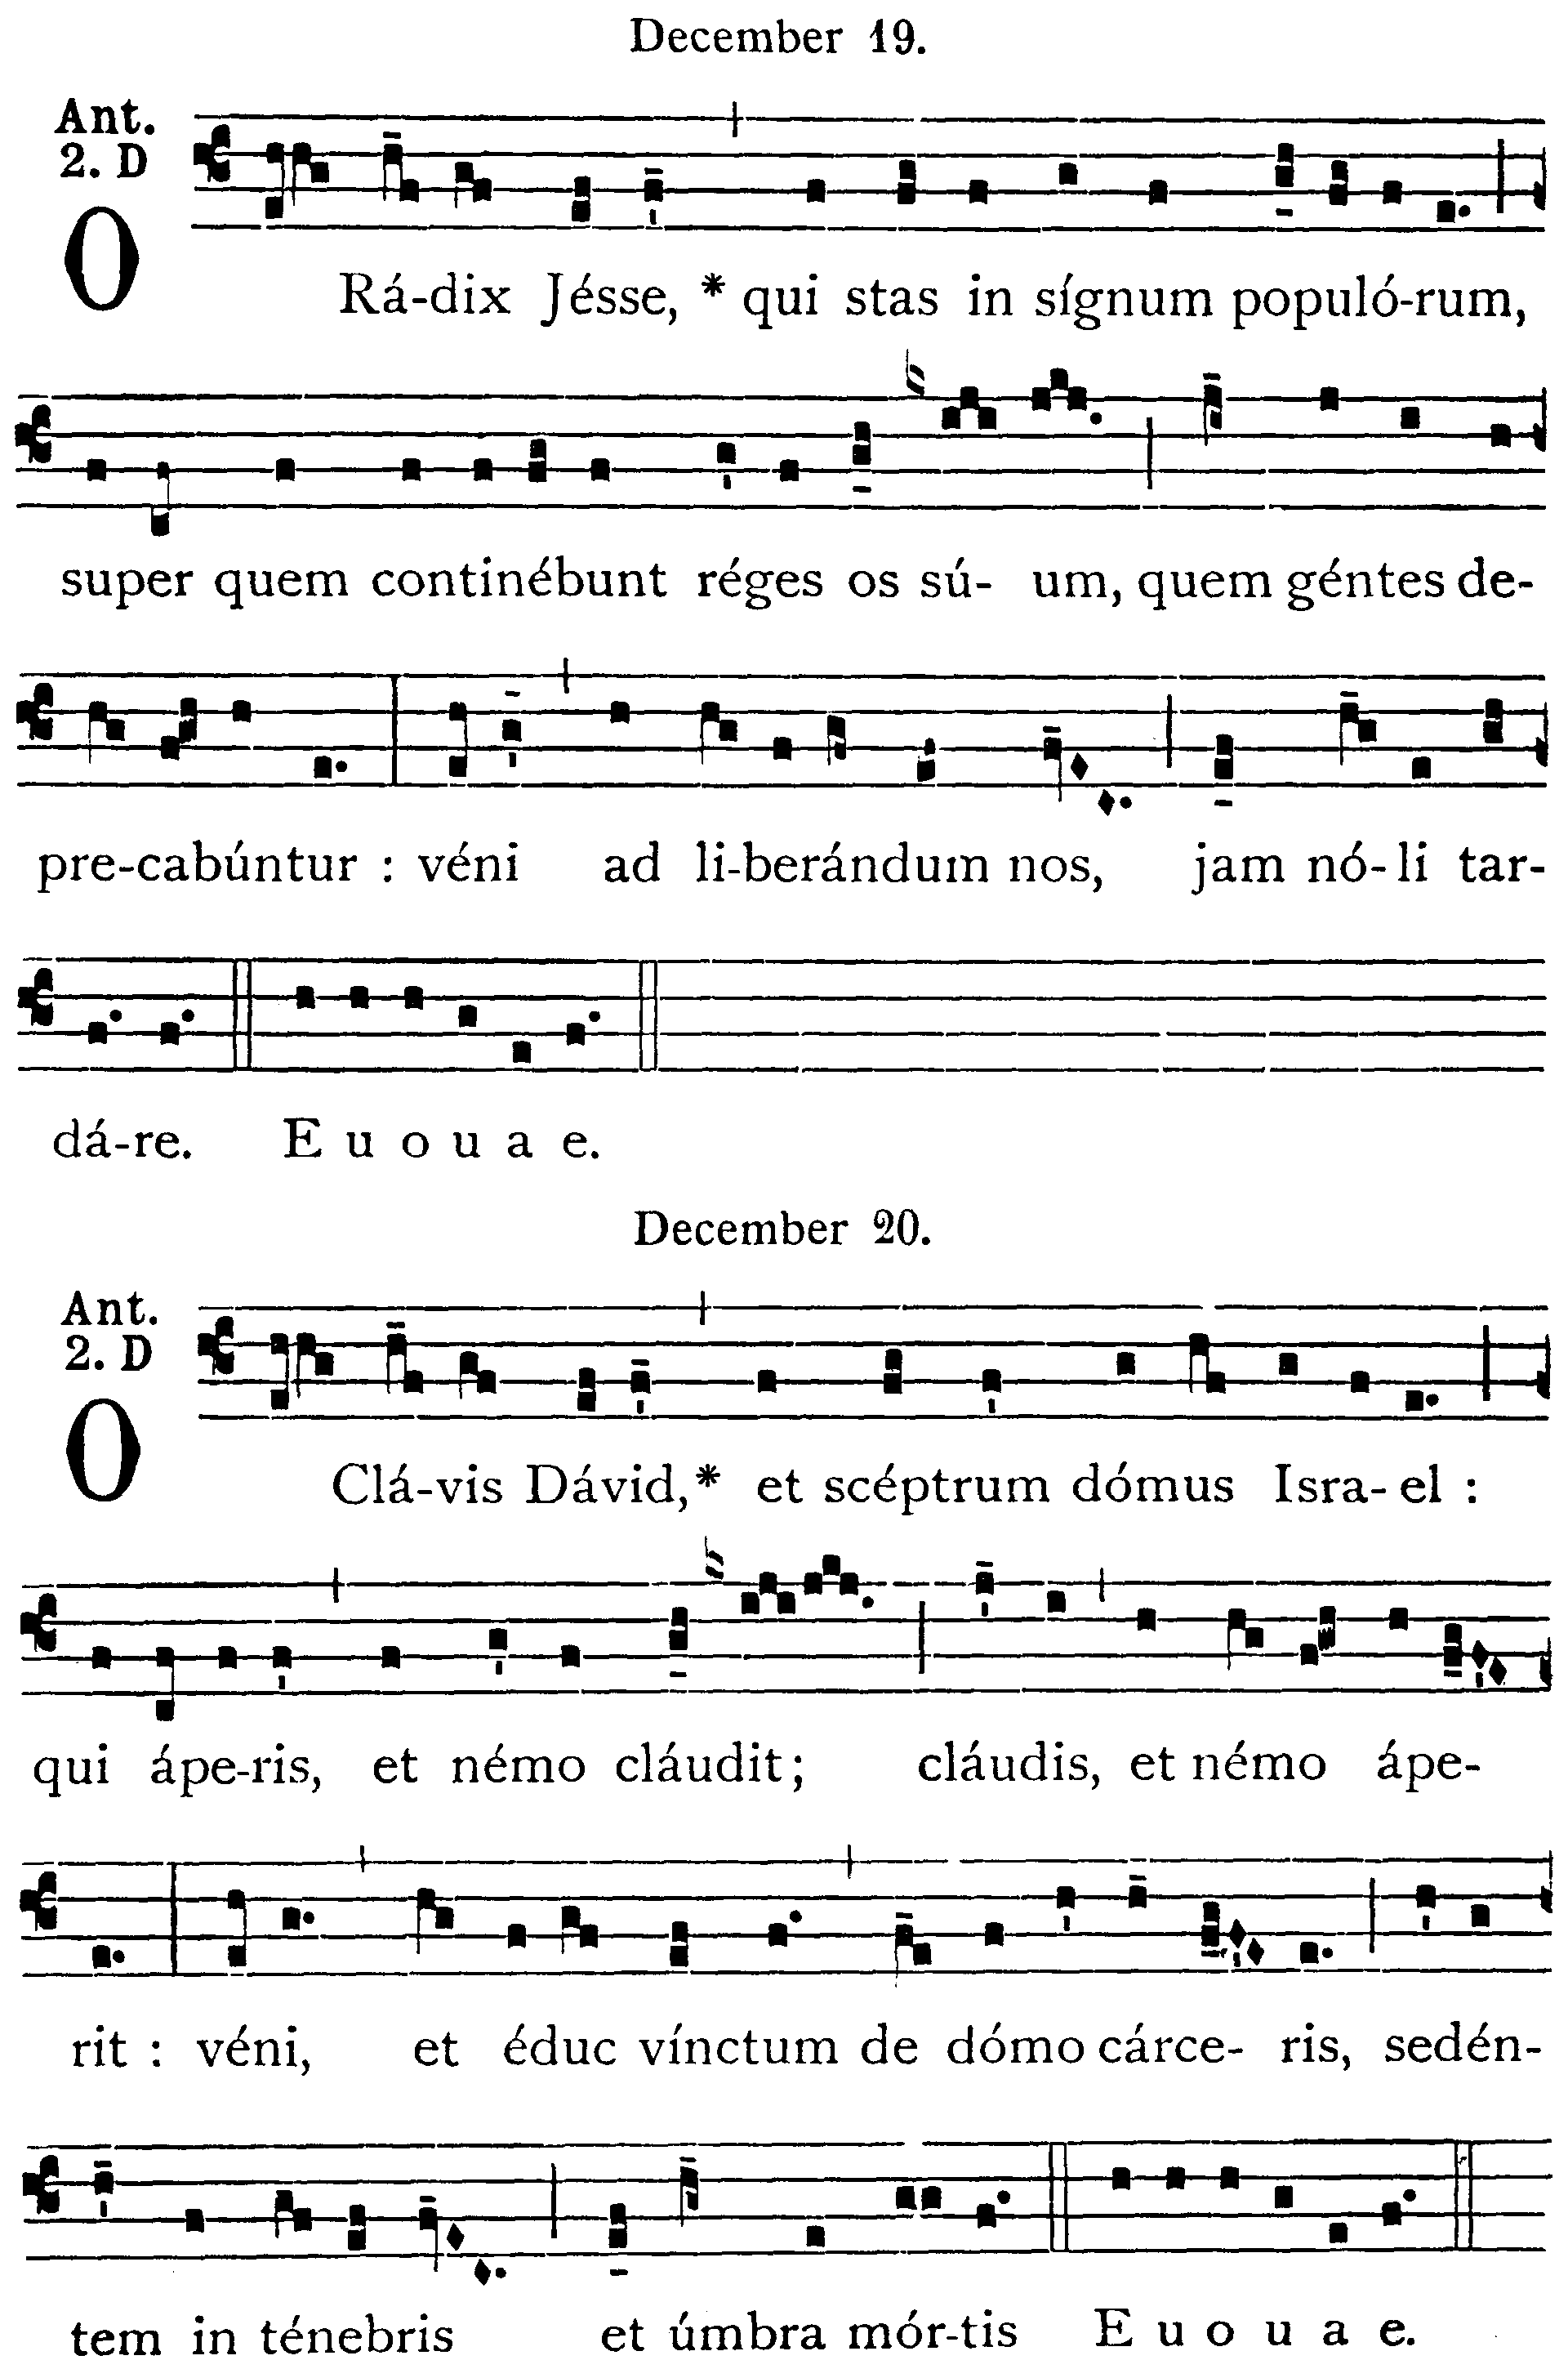 December 19.
Ant.
2. D
O Rá-dix Jésse, * qui stas in sígnum populó-rum,
super quem continébunt réges os sú- um, quem géntes de-
pre-cabúntur : véni ad li-berándum nos, jam nó-li tar-
dá-re. E u o u a e.
December 20.
Ant.
2. D
O Clá-vis Dávid,* et scéptrum dómus Isra-el :
qui ápe-ris, et némo cláudit; cláudis, et némo ápe-
rit : véni, et éduc vínctum de dómo cárce- ris, sedén-
tem in ténebris et úmbra mór-tis E u o u a e.